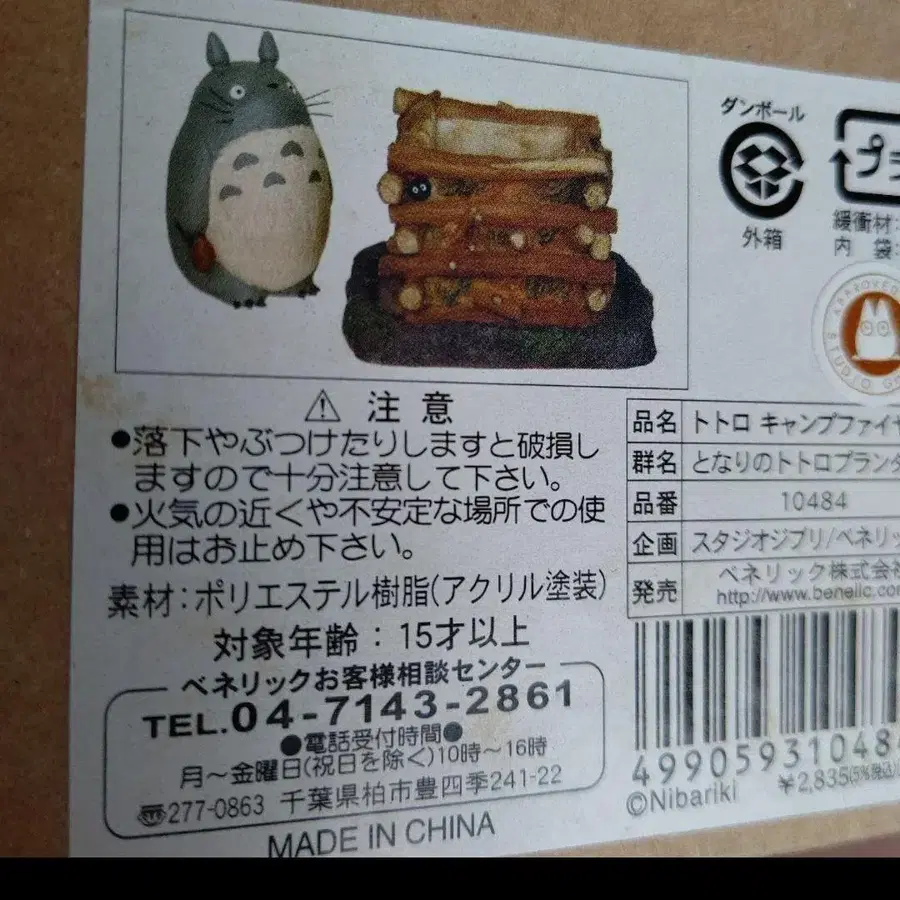 ダンボール
外箱
プラ
緩衝材:
内 袋:
APPROVED
STUDIO
⚠ 注 意
●落下やぶつけたりしますと破損し
ますので十分注意して下さい。
●火気の近くや不安定な場所での使
用はお止め下さい。
素材:ポリエステル樹脂(アクリル塗装)
対象年齢:15才以上
ベネリックお客様相談センター
TEL.04-7143-2861
●電話受付時間●
月〜金曜日(祝日を除く)10時〜16時
〠277-0863 千葉県柏市豊四季241-22
MADE IN CHINA
品名 トトロ キャンプファイヤ
群名 となりのトトロプランタ
品番 10484
企画 スタジオジブリ/ベネリッ
発売 ベネリック株式会社
http://www.benelic.co
499059310484
¥2,835(5%税込)
©Nibariki